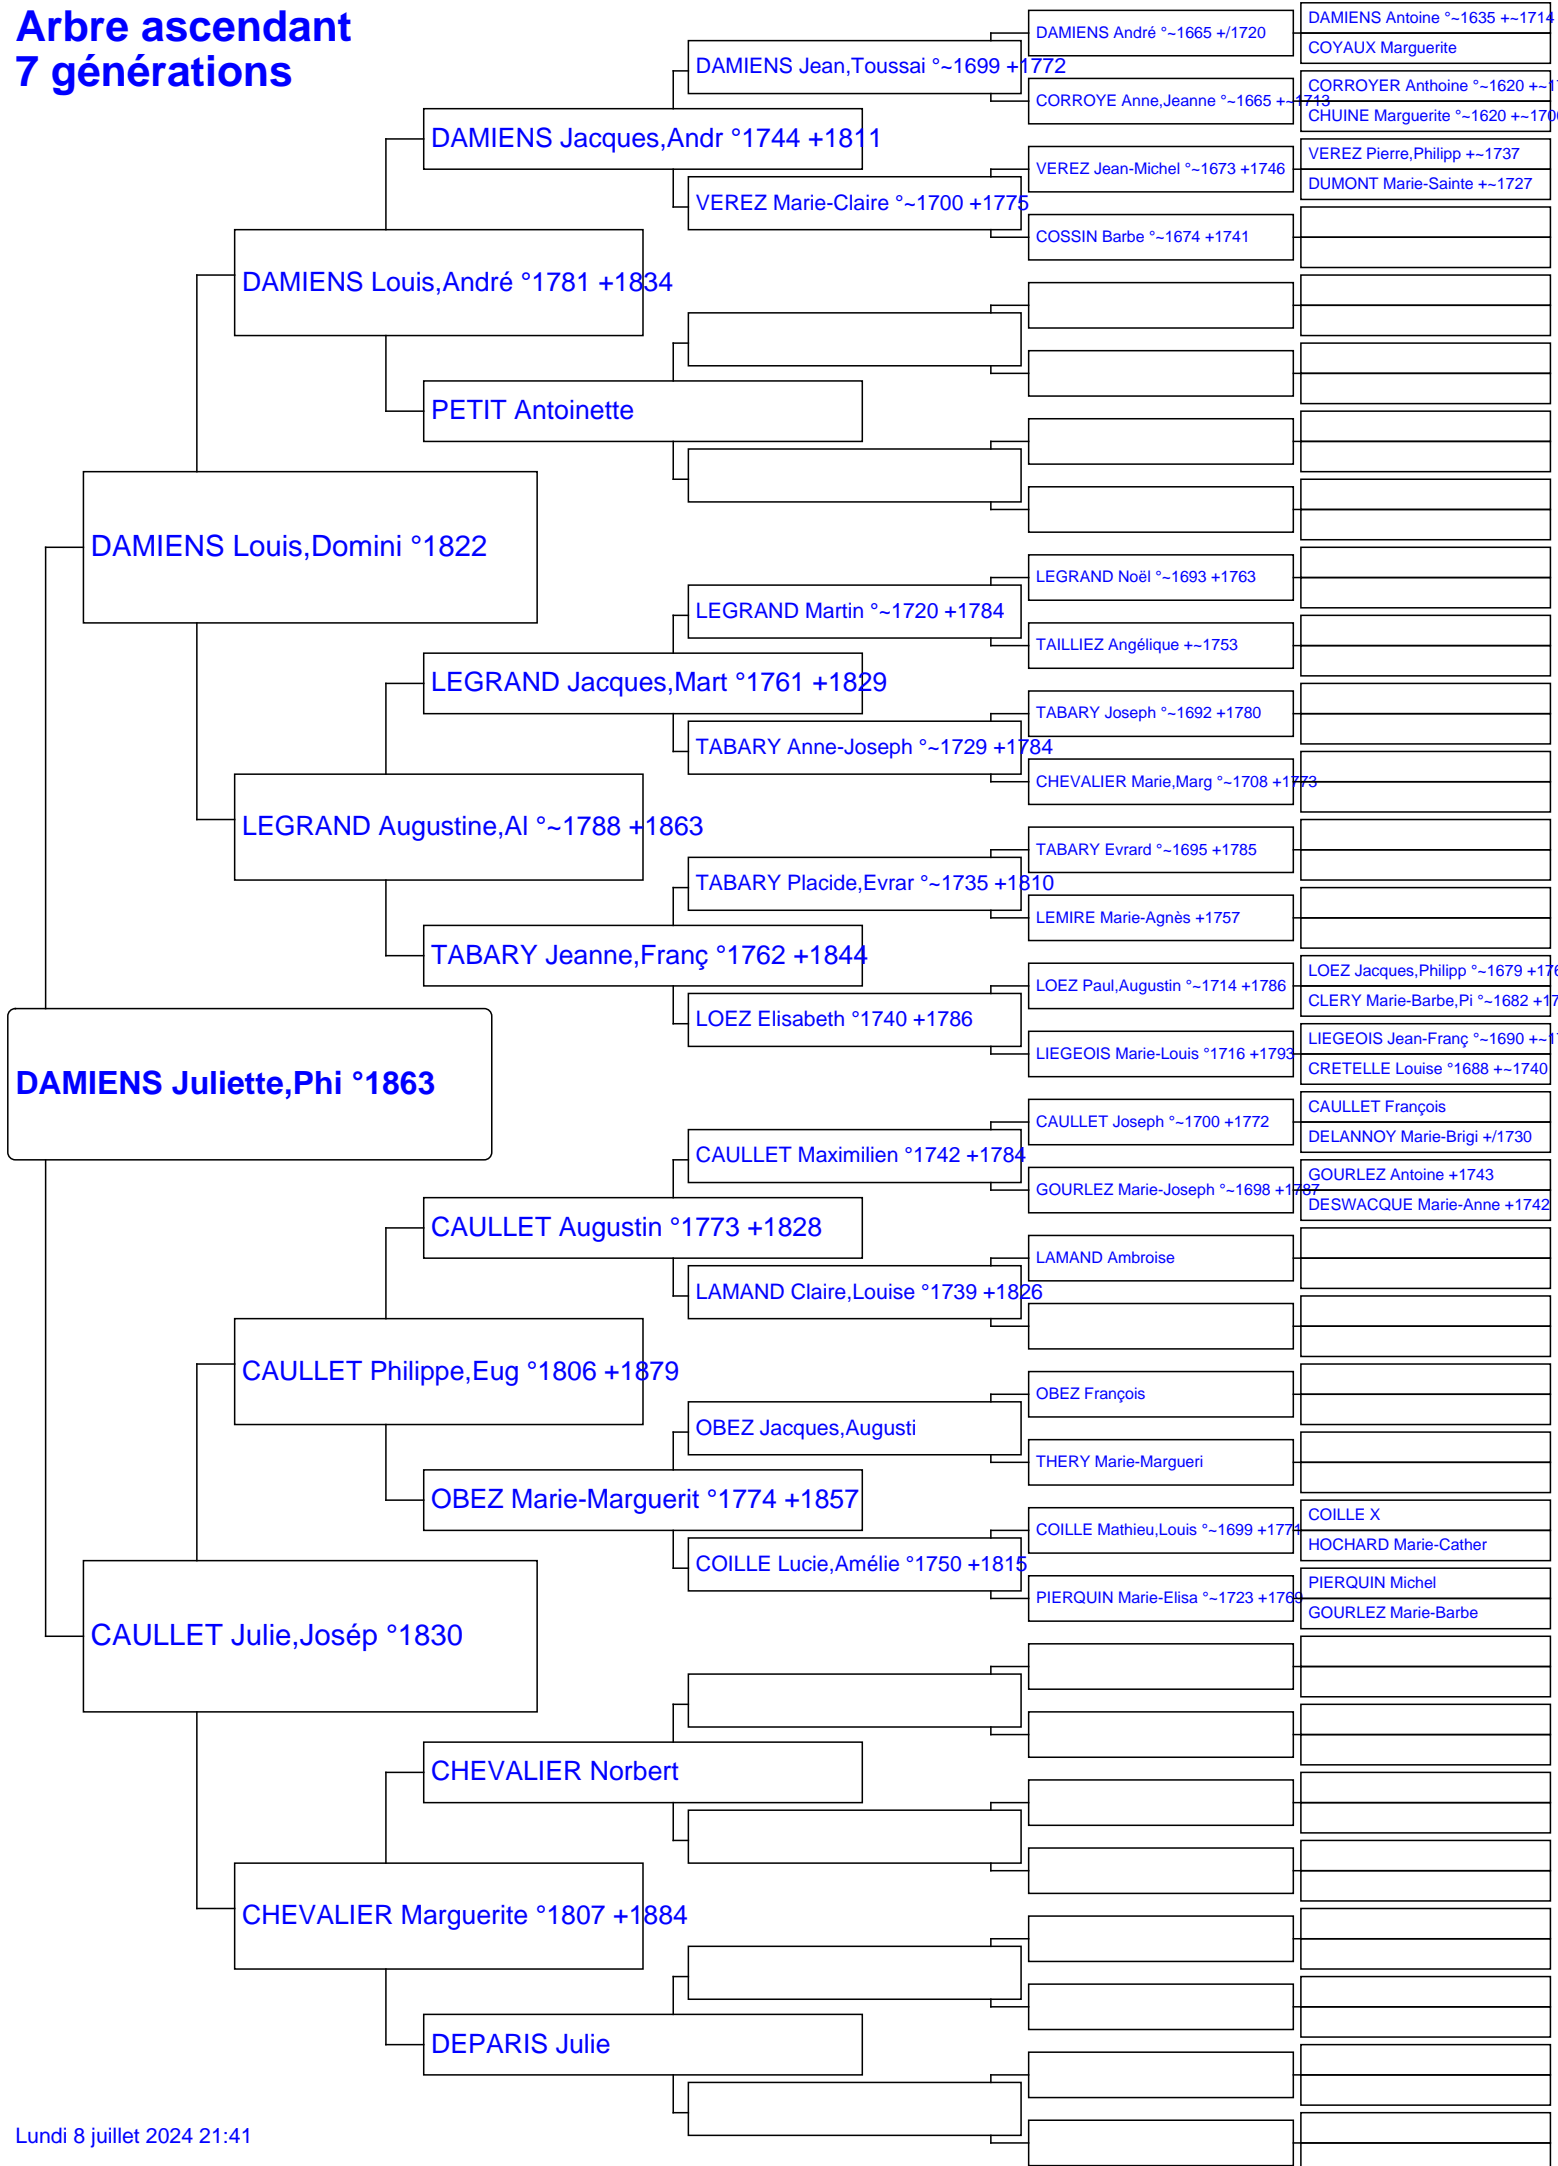 Arbre ascendant
7 générations
DAMIENS Antoine °~1635 +~1714
DAMIENS André °~1665 +/1720
COYAUX Marguerite
DAMIENS Jean,Toussai °~1699 +1772
CORROYER Anthoine °~1620 +~1
CORROYE Anne,Jeanne °~1665 +~1713
CHUINE Marguerite °~1620 +~170
DAMIENS Jacques,Andr °1744 +1811
VEREZ Pierre,Philipp +~1737
VEREZ Jean-Michel °~1673 +1746
DUMONT Marie-Sainte +~1727
VEREZ Marie-Claire °~1700 +1775
COSSIN Barbe °~1674 +1741
DAMIENS Louis,André °1781 +1834
PETIT Antoinette
DAMIENS Louis,Domini °1822
LEGRAND Noël °~1693 +1763
LEGRAND Martin °~1720 +1784
TAILLIEZ Angélique +~1753
LEGRAND Jacques,Mart °1761 +1829
TABARY Joseph °~1692 +1780
TABARY Anne-Joseph °~1729 +1784
CHEVALIER Marie,Marg °~1708 +1773
LEGRAND Augustine,Al °~1788 +1863
TABARY Evrard °~1695 +1785
TABARY Placide,Evrar °~1735 +1810
LEMIRE Marie-Agnès +1757
TABARY Jeanne,Franç °1762 +1844
LOEZ Jacques,Philipp °~1679 +176
LOEZ Paul,Augustin °~1714 +1786
CLERY Marie-Barbe,Pi °~1682 +17
LOEZ Elisabeth °1740 +1786
LIEGEOIS Jean-Franç °~1690 +~1
LIEGEOIS Marie-Louis °1716 +1793
CRETELLE Louise °1688 +~1740
DAMIENS Juliette,Phi °1863
CAULLET François
CAULLET Joseph °~1700 +1772
DELANNOY Marie-Brigi +/1730
CAULLET Maximilien °1742 +1784
GOURLEZ Antoine +1743
GOURLEZ Marie-Joseph °~1698 +1787
DESWACQUE Marie-Anne +1742
CAULLET Augustin °1773 +1828
LAMAND Ambroise
LAMAND Claire,Louise °1739 +1826
CAULLET Philippe,Eug °1806 +1879
OBEZ François
OBEZ Jacques,Augusti
THERY Marie-Margueri
OBEZ Marie-Marguerit °1774 +1857
COILLE X
COILLE Mathieu,Louis °~1699 +1771
HOCHARD Marie-Cather
COILLE Lucie,Amélie °1750 +1815
PIERQUIN Michel
PIERQUIN Marie-Elisa °~1723 +1769
GOURLEZ Marie-Barbe
CAULLET Julie,Josép °1830
CHEVALIER Norbert
CHEVALIER Marguerite °1807 +1884
DEPARIS Julie
Lundi 8 juillet 2024 21:41